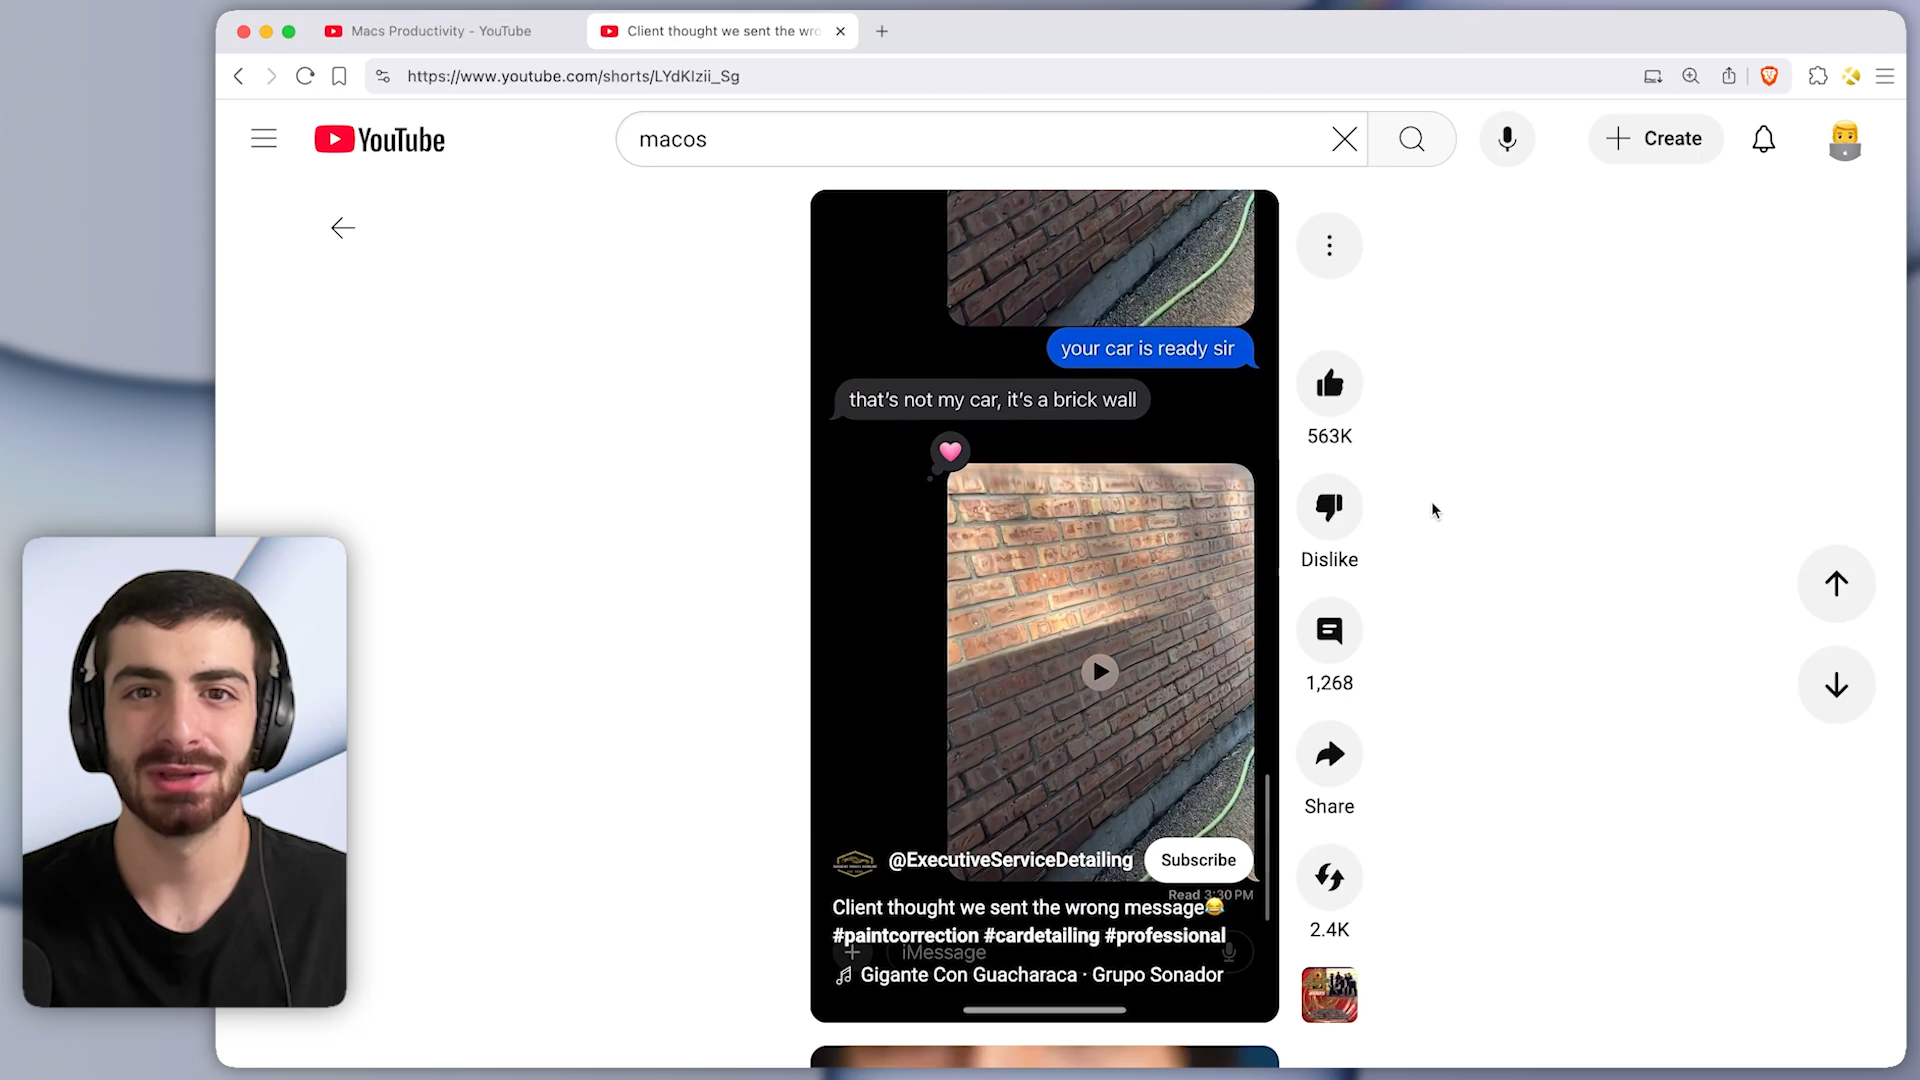 Macs Productivity - YouTube
Client thought we sent the wro
https://www.youtube.com/shorts/LYdKIzii_Sg
YouTube
macos
Create
your car is ready sir
that’s not my car, it’s a brick wall
563K
Dislike
1,268
Share
2.4K
@ExecutiveServiceDetailing
Subscribe
Read 3:30 PM
Client thought we sent the wrong message😂
#paintcorrection #cardetailing #professional
iMessage
Gigante Con Guacharaca · Grupo Sonador